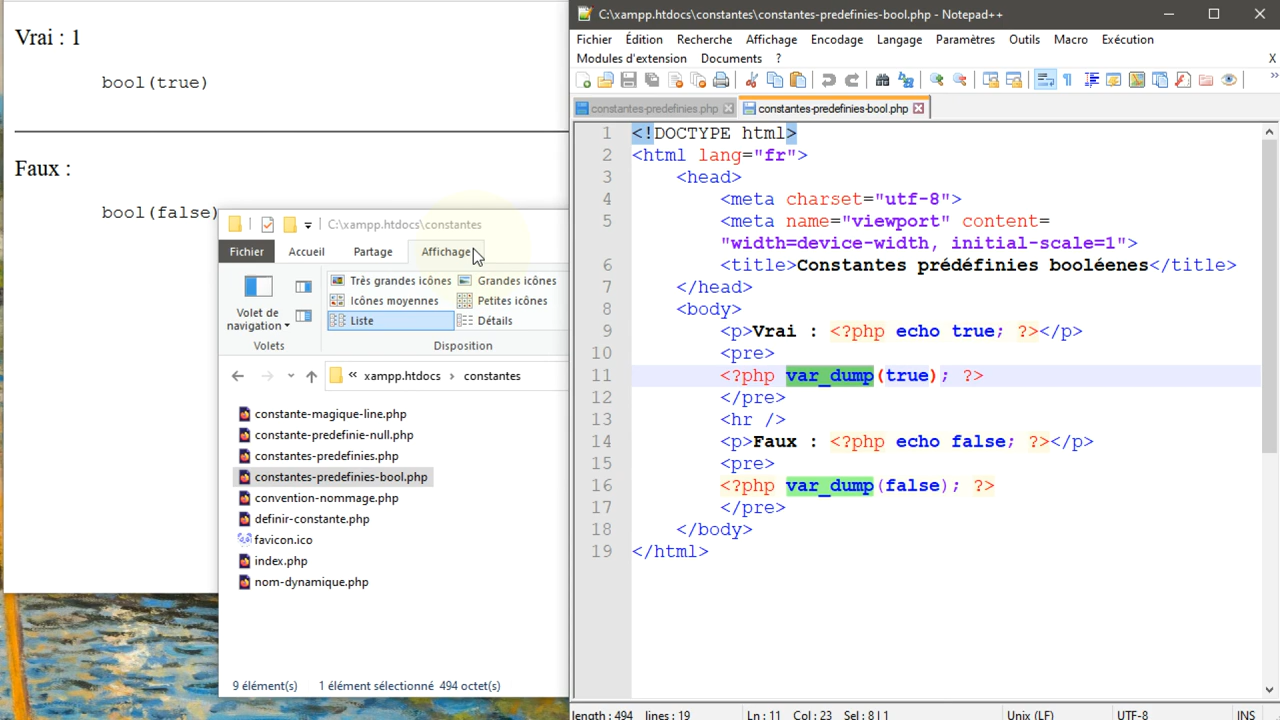 Vrai : 1
bool(true)
Faux :
bool(false)
C:\xampp.htdocs\constantes
Fichier Accueil Partage Affichage
Très grandes icônes Grandes icônes
Icônes moyennes Petites icônes
Liste Détails
Volet de
navigation
Volets Disposition
« xampp.htdocs › constantes
constante-magique-line.php
constante-predefinie-null.php
constantes-predefinies.php
constantes-predefinies-bool.php
convention-nommage.php
definir-constante.php
favicon.ico
index.php
nom-dynamique.php
9 élément(s) 1 élément sélectionné 494 octet(s)
C:\xampp.htdocs\constantes\constantes-predefinies-bool.php - Notepad++
Fichier Édition Recherche Affichage Encodage Langage Paramètres Outils Macro Exécution
Modules d'extension Documents ? X
constantes-predefinies.php constantes-predefinies-bool.php
1 <!DOCTYPE html>
2 <html lang="fr">
3 <head>
4 <meta charset="utf-8">
5 <meta name="viewport" content=
"width=device-width, initial-scale=1">
6 <title>Constantes prédéfinies booléenes</title>
7 </head>
8 <body>
9 <p>Vrai : <?php echo true; ?></p>
10 <pre>
11 <?php var_dump(true); ?>
12 </pre>
13 <hr />
14 <p>Faux : <?php echo false; ?></p>
15 <pre>
16 <?php var_dump(false); ?>
17 </pre>
18 </body>
19 </html>
length : 494 lines : 19 Ln : 11 Col : 23 Sel : 8 | 1 Unix (LF) UTF-8 INS